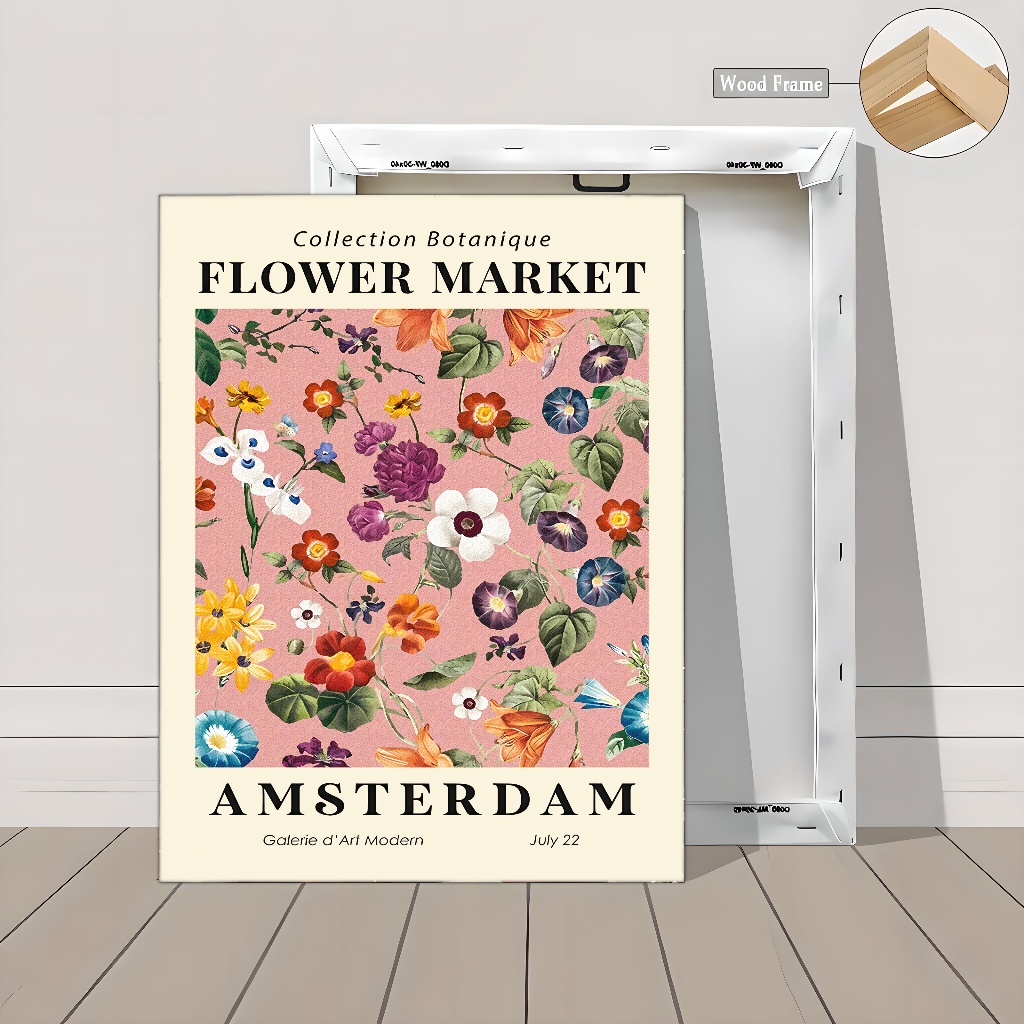 Wood Frame
Collection Botanique
FLOWER MARKET
AMSTERDAM
Galerie d'Art Modern July 22